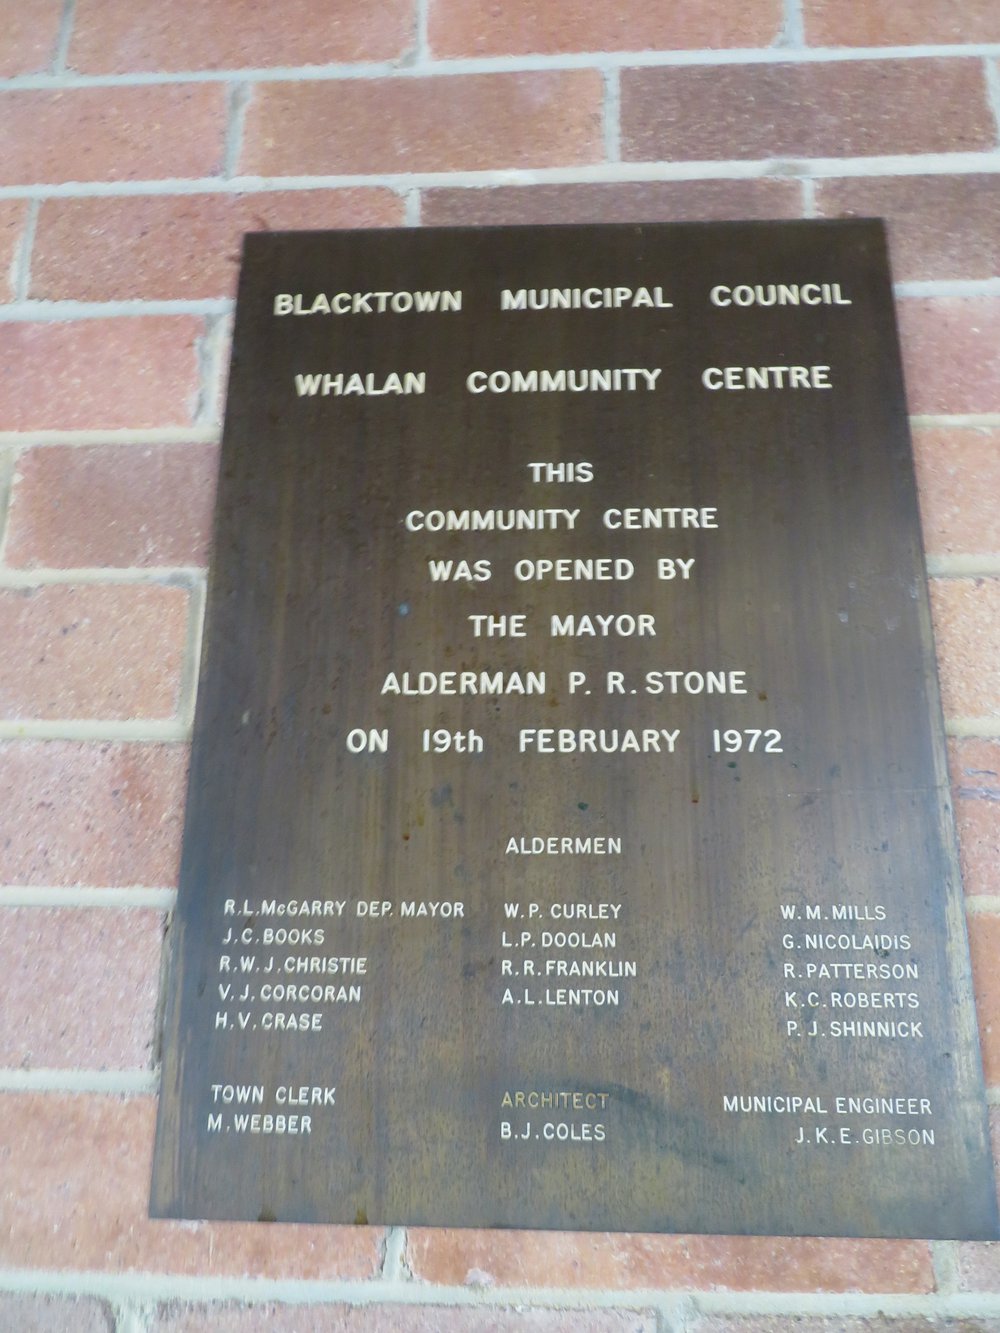 BLACKTOWN MUNICIPAL COUNCIL
WHALAN COMMUNITY CENTRE
THIS
COMMUNITY CENTRE
WAS OPENED BY
THE MAYOR
ALDERMAN P. R. STONE
ON 19th FEBRUARY 1972
ALDERMEN
R.L.McGARRY DEP. MAYOR W.P. CURLEY W.M. MILLS
J.C. BOOKS L.P. DOOLAN G. NICOLAIDIS
R.W.J. CHRISTIE R.R. FRANKLIN R. PATTERSON
V.J. CORCORAN A.L. LENTON K.C. ROBERTS
H.V. CRASE P.J. SHINNICK
TOWN CLERK ARCHITECT MUNICIPAL ENGINEER
M. WEBBER B.J. COLES J.K.E. GIBSON